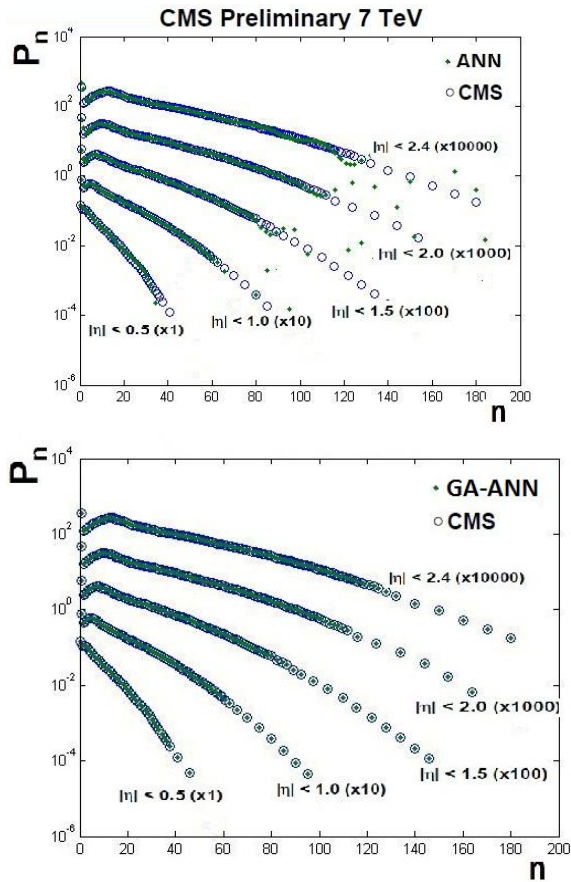 CMS Preliminary 7 TeV
Pn
10^4
10^2
10^0
10^-2
10^-4
10^-6
ANN
CMS
|η| < 2.4 (x10000)
|η| < 2.0 (x1000)
|η| < 1.5 (x100)
|η| < 1.0 (x10)
|η| < 0.5 (x1)
0 20 40 60 80 100 120 140 160 180 200
n
Pn
10^4
10^2
10^0
10^-2
10^-4
10^-6
GA-ANN
CMS
|η| < 2.4 (x10000)
|η| < 2.0 (x1000)
|η| < 1.5 (x100)
|η| < 1.0 (x10)
|η| < 0.5 (x1)
0 20 40 60 80 100 120 140 160 180 200
n